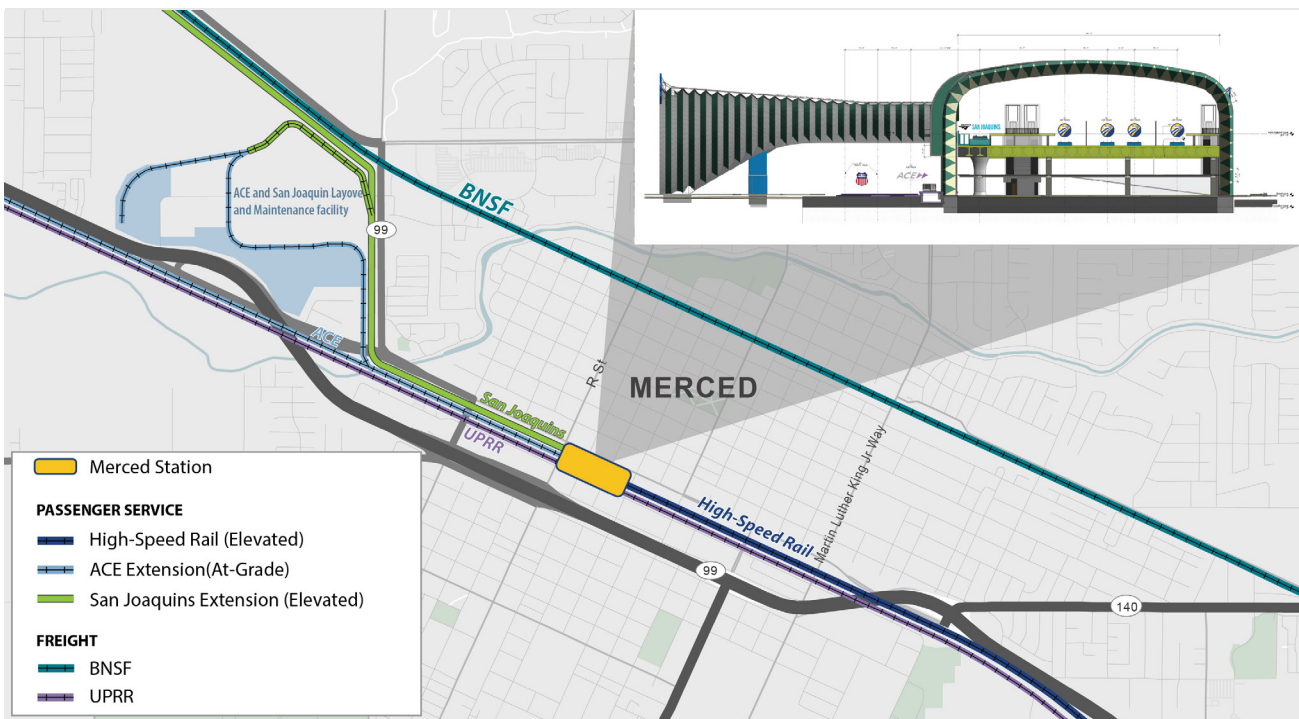 SAN JOAQUINS
ACE
BNSF
ACE and San Joaquin Layove
and Maintenance facility
99
ACE
R St
MERCED
San Joaquins
UPRR
Martin Luther King Jr Way
High-Speed Rail
99
140
Merced Station
PASSENGER SERVICE
High-Speed Rail (Elevated)
ACE Extension(At-Grade)
San Joaquins Extension (Elevated)
FREIGHT
BNSF
UPRR